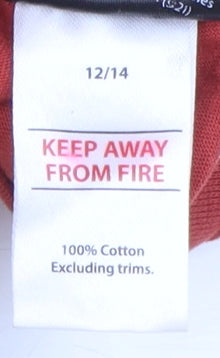 12/14
KEEP AWAY
FROM FIRE
100% Cotton
Excluding trims.